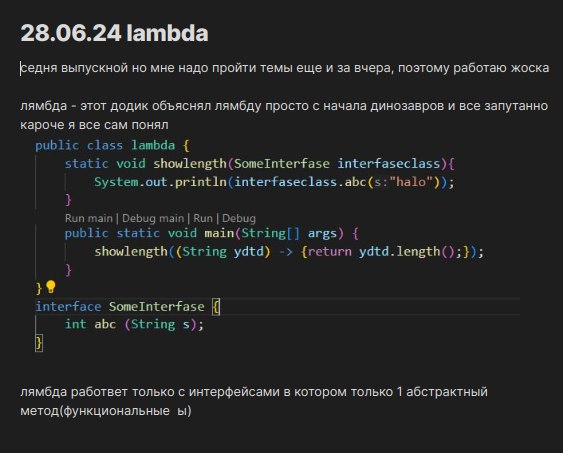 28.06.24 lambda
седня выпускной но мне надо пройти темы еще и за вчера, поэтому работаю жоска
лямбда - этот додик объяснял лямбду просто с начала динозавров и все запутанно
кароче я все сам понял
public class lambda {
static void showlength(SomeInterfase interfaseclass){
System.out.println(interfaseclass.abc(s:"halo"));
}
Run main | Debug main | Run | Debug
public static void main(String[] args) {
showlength((String ydtd) -> {return ydtd.length();});
}
}
interface SomeInterfase {
int abc (String s);
}
лямбда работвет только с интерфейсами в котором только 1 абстрактный
метод(функциональные ы)